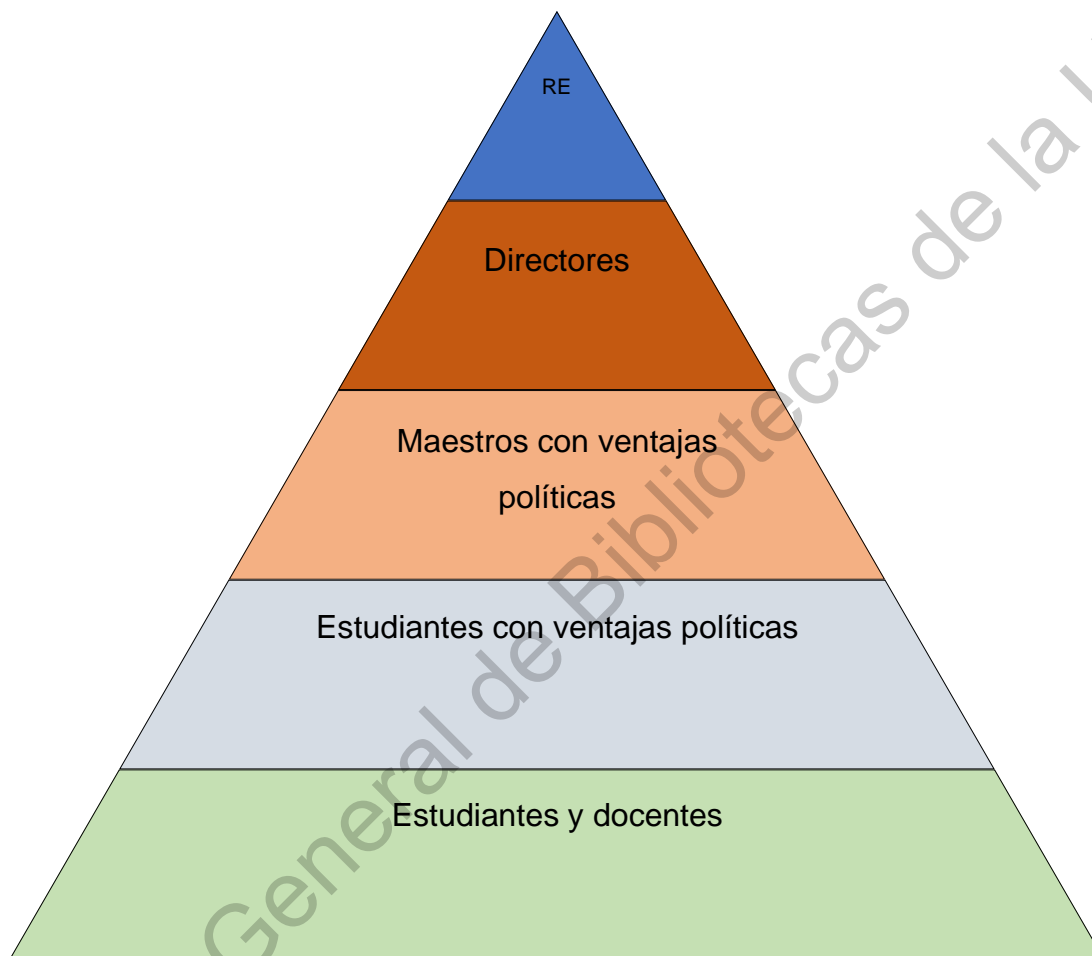 RE
Directores
Maestros con ventajas
políticas
Estudiantes con ventajas políticas
Estudiantes y docentes
General de Bibliotecas de la